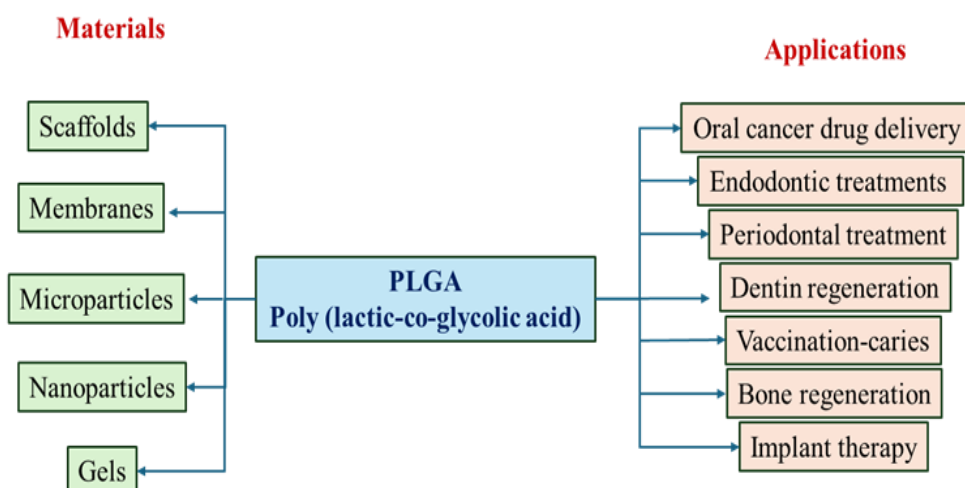 Materials
Scaffolds
Membranes
Microparticles
Nanoparticles
Gels
PLGA
Poly (lactic-co-glycolic acid)
Applications
Oral cancer drug delivery
Endodontic treatments
Periodontal treatment
Dentin regeneration
Vaccination-caries
Bone regeneration
Implant therapy